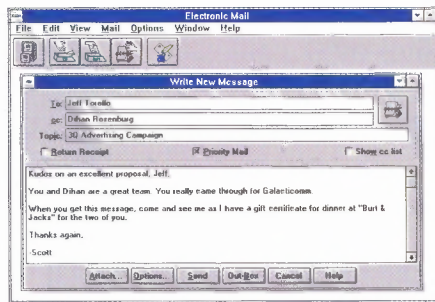 Electronic Mail
File Edit View Mail Options Window Help
Write New Message
To: Jeff Torello
cc: Dihan Rosenburg
Topic: 3Q Advertising Campaign
Return Receipt Priority Mail Show cc list
Kudos on an excellent proposal, Jeff.
You and Dihan are a great team. You really came through for Galacticomm.
When you get this message, come and see me as I have a gift certificate for dinner at "Burt &
Jacks" for the two of you.
Thanks again,
-Scott
Attach... Options... Send Out-Box Cancel Help